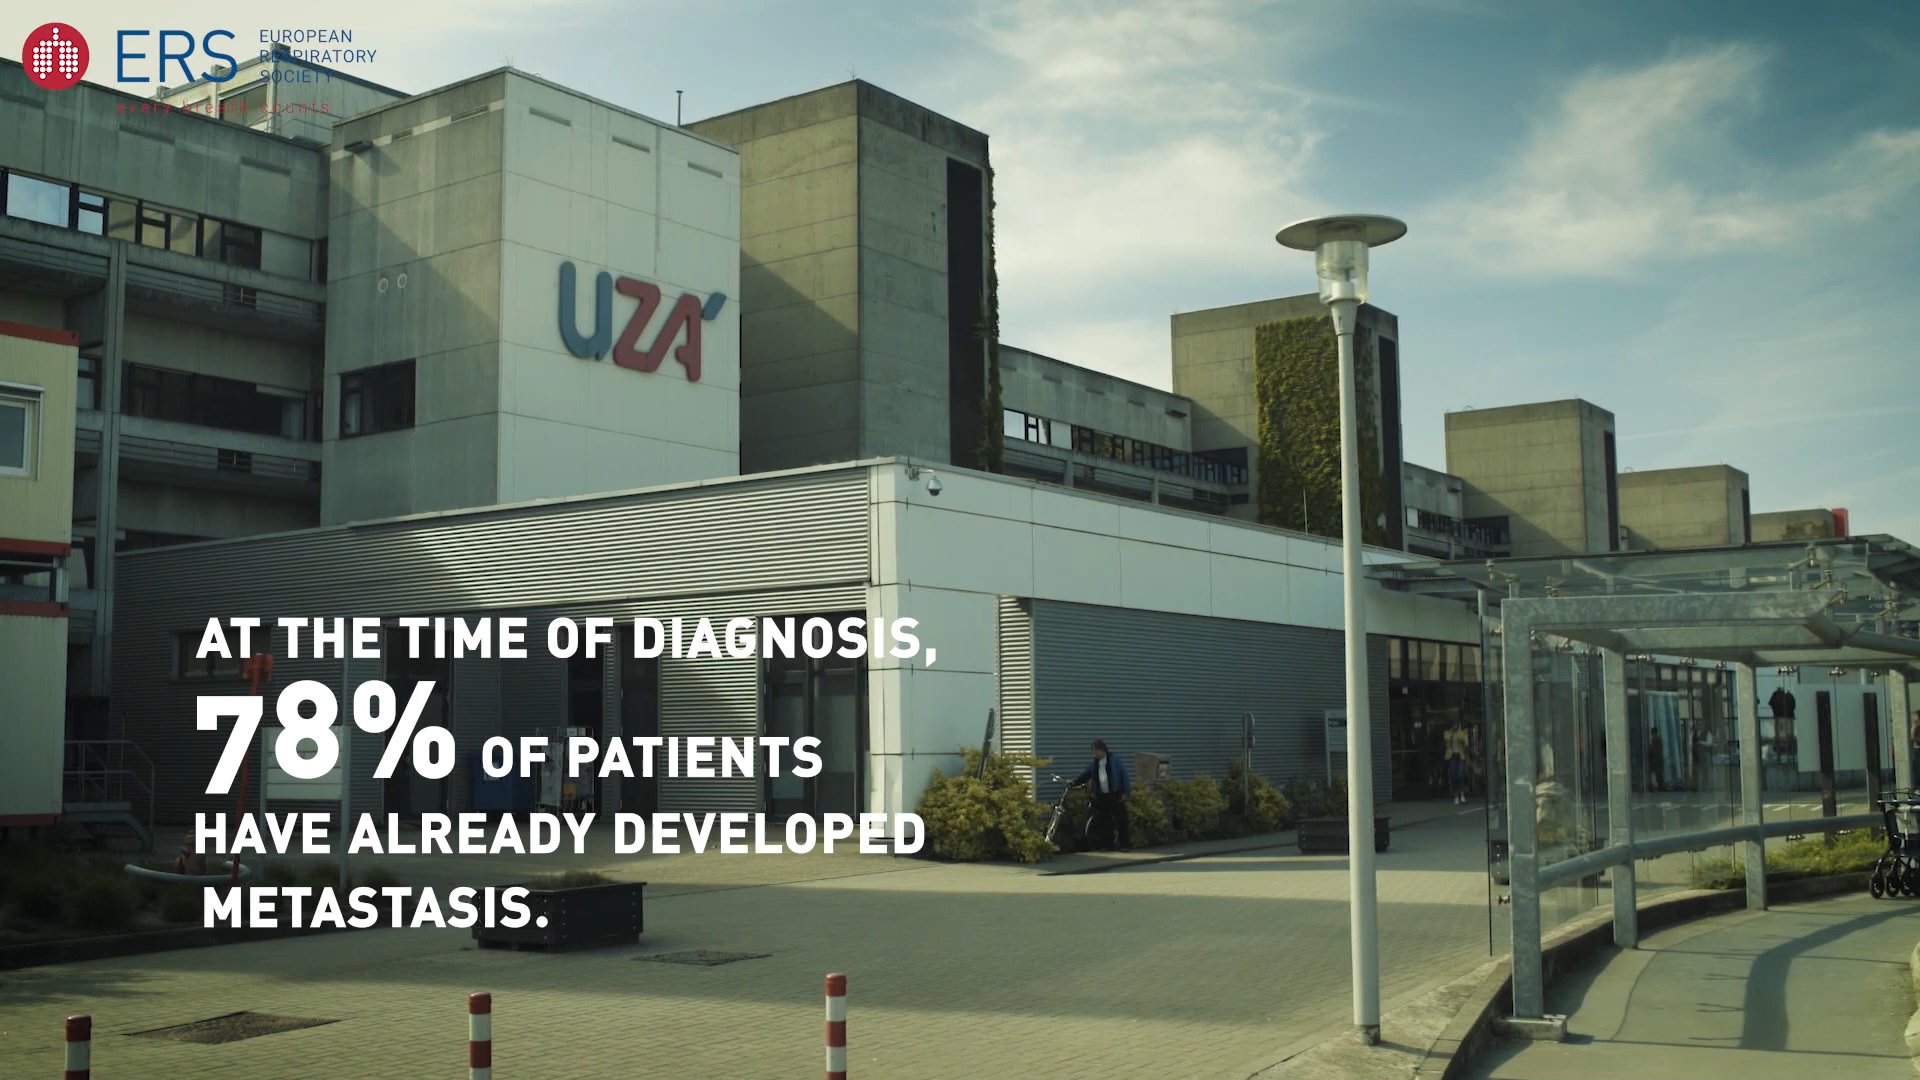 ERS
EUROPEAN
RESPIRATORY
SOCIETY
every breath counts
UZA'
AT THE TIME OF DIAGNOSIS,
78% OF PATIENTS
HAVE ALREADY DEVELOPED
METASTASIS.